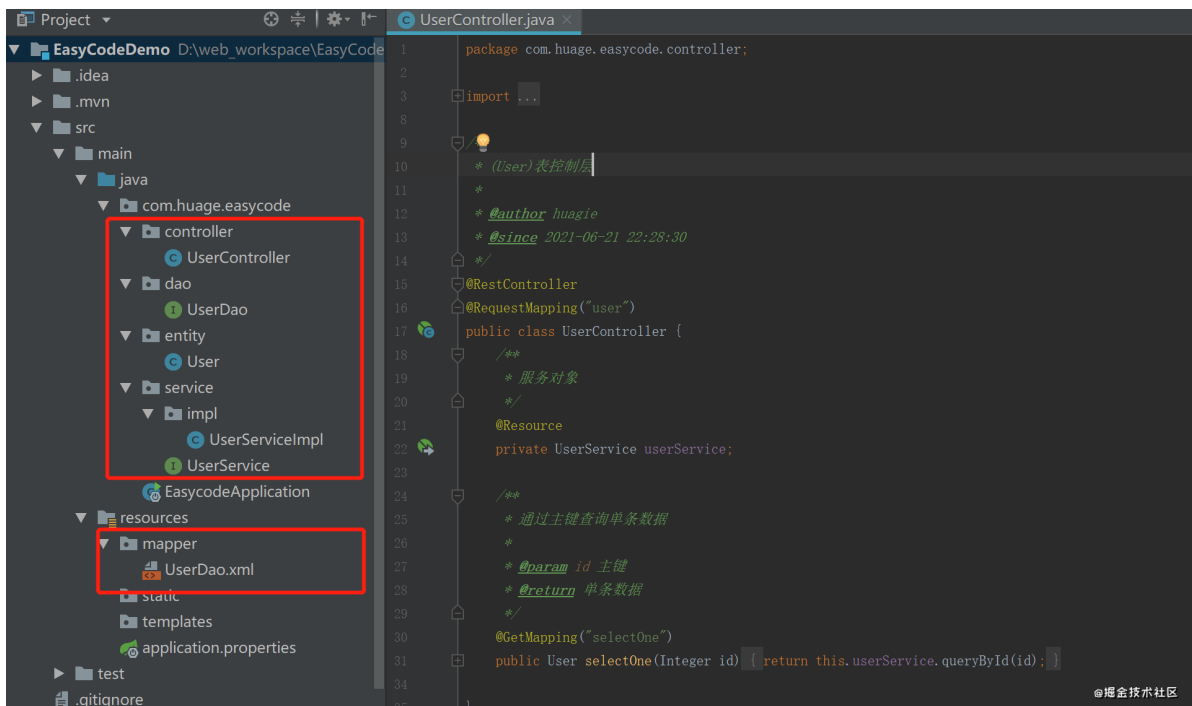 Project
EasyCodeDemo D:\web_workspace\EasyCode
.idea
.mvn
src
main
java
com.huage.easycode
controller
UserController
dao
UserDao
entity
User
service
impl
UserServiceImpl
UserService
EasycodeApplication
resources
mapper
UserDao.xml
static
templates
application.properties
test
.gitignore
UserController.java ×
1 package com.huage.easycode.controller;
2
3 import ...
8
9 /
10 * (User)表控制层
11 *
12 * @author huagie
13 * @since 2021-06-21 22:28:30
14 */
15 @RestController
16 @RequestMapping("user")
17 public class UserController {
18 /**
19 * 服务对象
20 */
21 @Resource
22 private UserService userService;
23
24 /**
25 * 通过主键查询单条数据
26 *
27 * @param id 主键
28 * @return 单条数据
29 */
30 @GetMapping("selectOne")
31 public User selectOne(Integer id) { return this.userService.queryById(id); }
34
@掘金技术社区